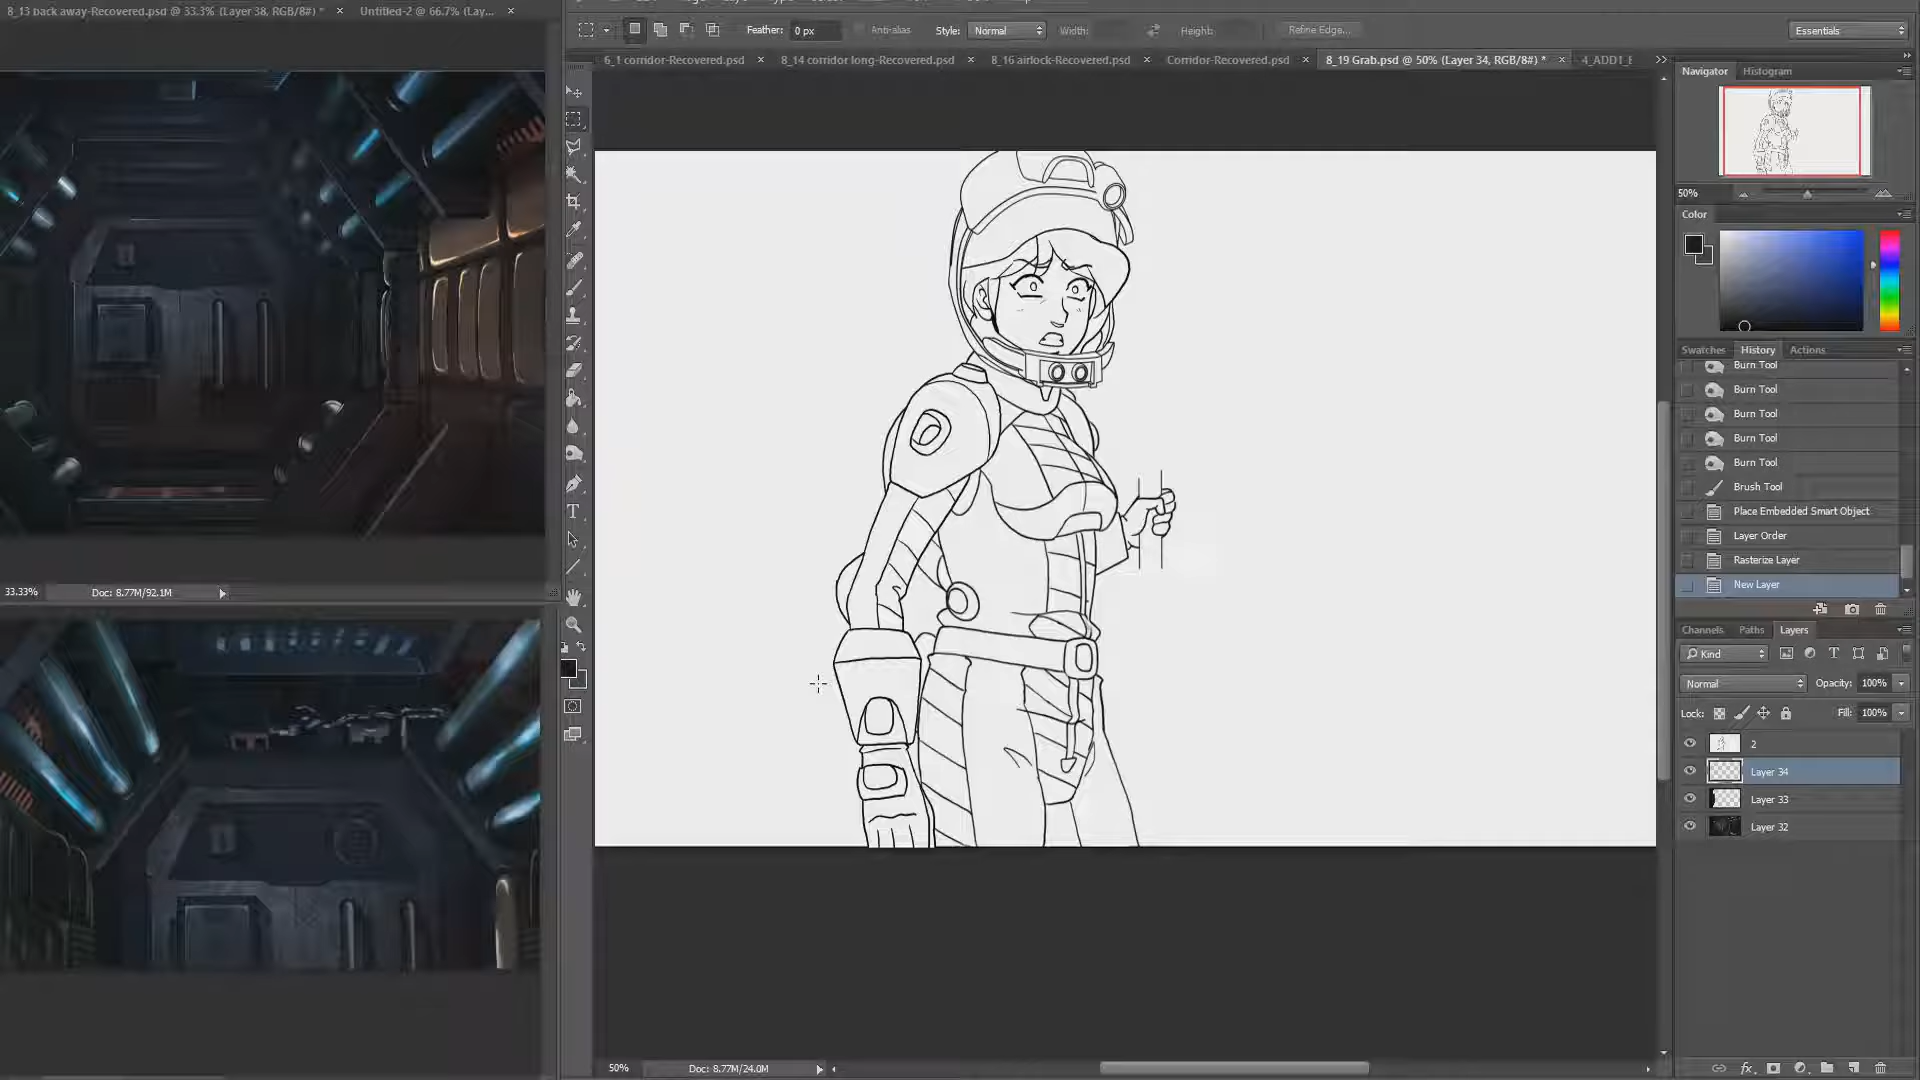 8_13 back away-Recovered.psd @ 33.3% (Layer 38, RGB/8#) * ×
Untitled-2 @ 66.7% (Lay... ×
Feather: 0 px
Anti-alias
Style: Normal
Width:
Height:
Refine Edge...
Essentials
6_1 corridor-Recovered.psd ×
8_14 corridor long-Recovered.psd ×
8_16 airlock-Recovered.psd ×
Corridor-Recovered.psd ×
8_19 Grab.psd @ 50% (Layer 34, RGB/8#) * ×
Navigator
Histogram
50%
Color
Swatches
History
Actions
Burn Tool
Burn Tool
Burn Tool
Burn Tool
Burn Tool
Brush Tool
Place Embedded Smart Object
Layer Order
Rasterize Layer
New Layer
Channels
Paths
Layers
Kind
Normal
Opacity: 100%
Lock:
Fill: 100%
2
Layer 34
Layer 33
Layer 32
33.33%
Doc: 8.77M/92.1M
50%
Doc: 8.77M/24.0M